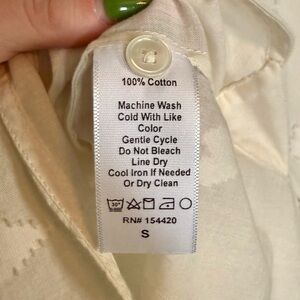 100% Cotton
Machine Wash
Cold With Like
Color
Gentle Cycle
Do Not Bleach
Line Dry
Cool Iron If Needed
Or Dry Clean
30°
RN# 154420
S